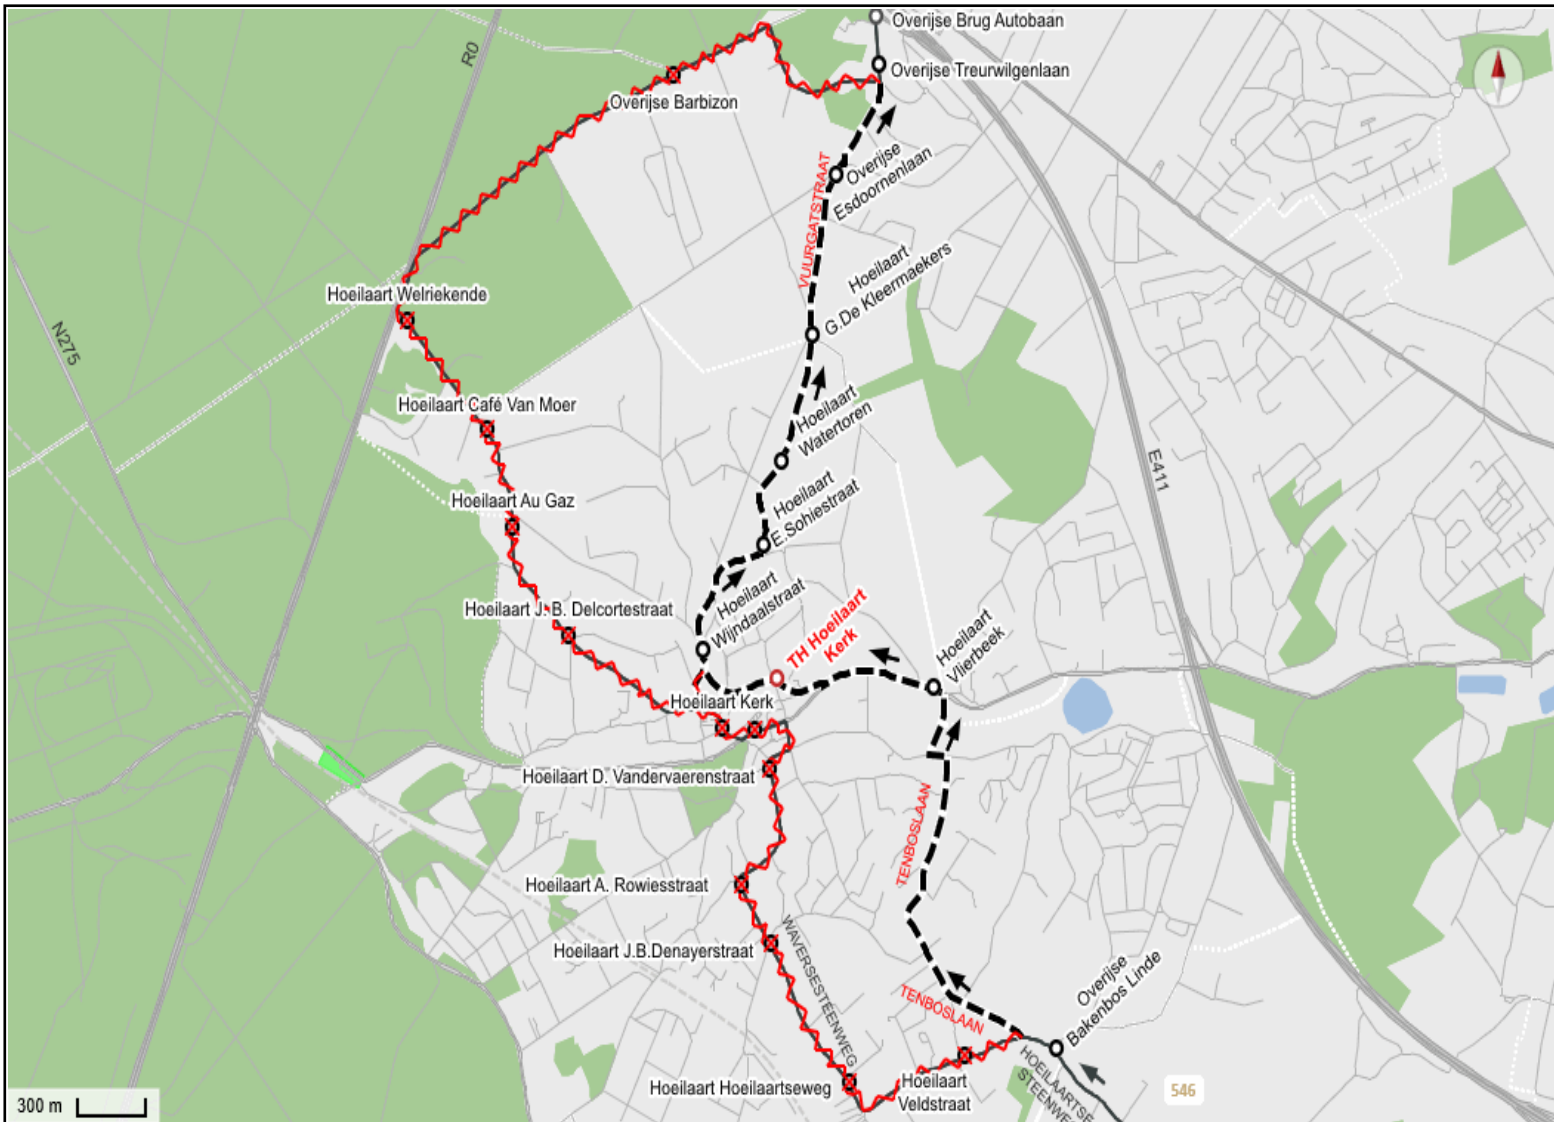 Overijse Brug Autobaan
R0
Overijse Treurwilgenlaan
Overijse Barbizon
Overijse
Esdoornenlaan
VUURGATSTRAAT
Hoeilaart
G.De Kleermaekers
Hoeilaart Welriekende
N275
Hoeilaart Café Van Moer
Hoeilaart
Watertoren
E411
Hoeilaart Au Gaz
Hoeilaart
E.Sohiestraat
Hoeilaart J. B. Delcortestraat
Hoeilaart
Wijndaalstraat
TH Hoeilaart
Kerk
Hoeilaart
Vlierbeek
Hoeilaart Kerk
Hoeilaart D. Vandervaerenstraat
TENBOSLAAN
Hoeilaart A. Rowiesstraat
Hoeilaart J.B.Denayerstraat
WAVERSESTEENWEG
Overijse
Bakenbos Linde
TENBOSLAAN
Hoeilaart Hoeilaartseweg
Hoeilaart
Veldstraat
HOEILAARTSE
STEENWEG
546
300 m